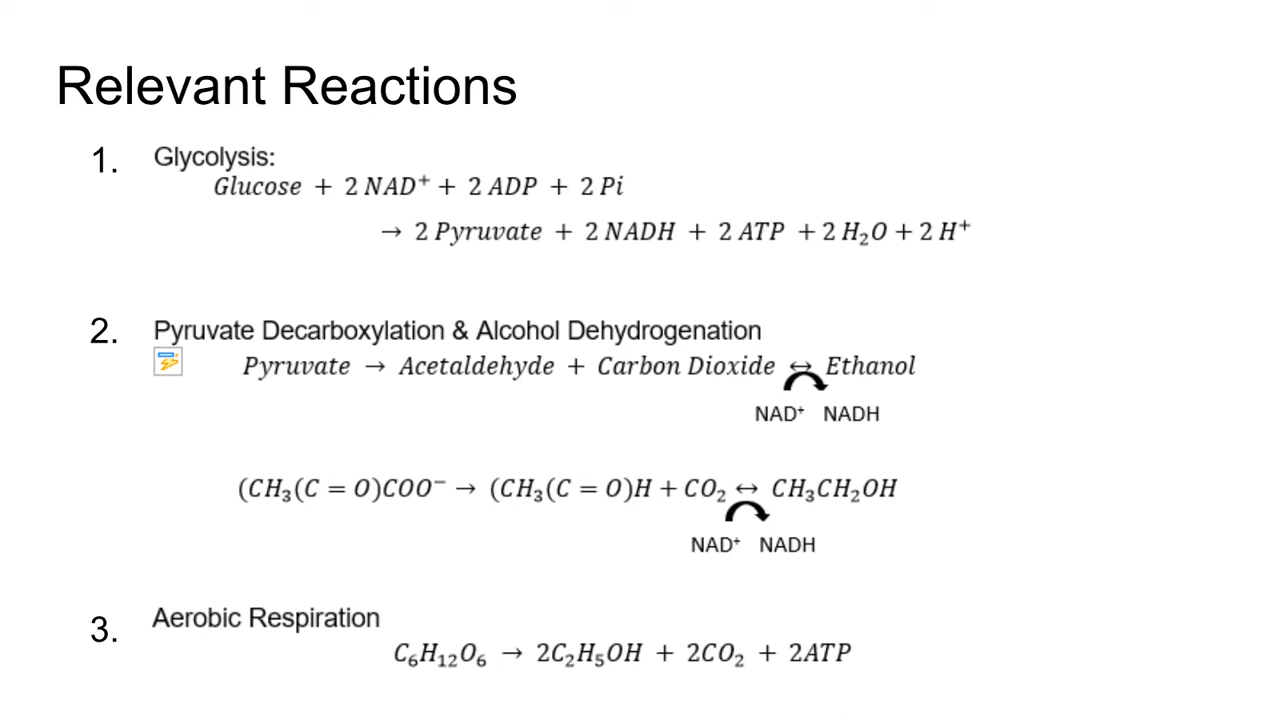 Relevant Reactions
1. Glycolysis:
Glucose + 2 NAD⁺ + 2 ADP + 2 Pi
→ 2 Pyruvate + 2 NADH + 2 ATP + 2 H₂O + 2 H⁺
2. Pyruvate Decarboxylation & Alcohol Dehydrogenation
Pyruvate → Acetaldehyde + Carbon Dioxide ↔ Ethanol
NAD⁺ NADH
(CH₃(C = O)COO⁻ → (CH₃(C = O)H + CO₂ ↔ CH₃CH₂OH
NAD⁺ NADH
3. Aerobic Respiration
C₆H₁₂O₆ → 2C₂H₅OH + 2CO₂ + 2ATP